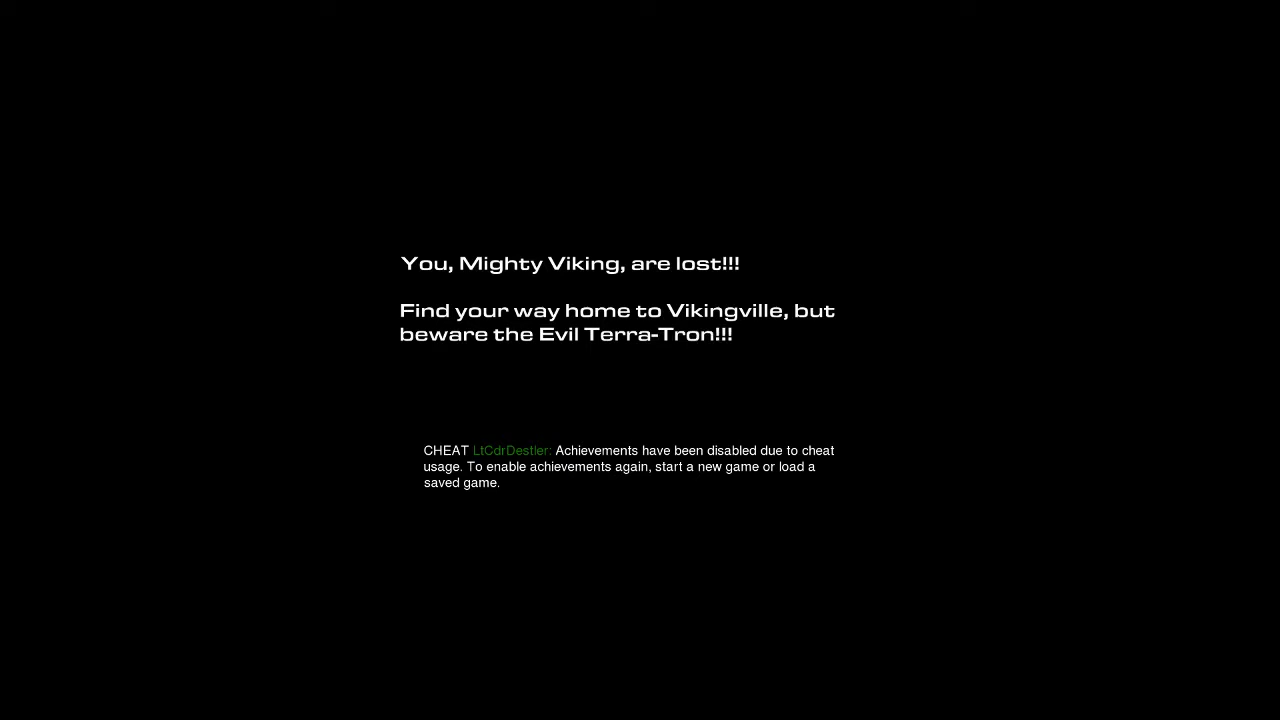 You, Mighty Viking, are lost!!!
Find your way home to Vikingville, but
beware the Evil Terra-Tron!!!
CHEAT LtCdrDestler: Achievements have been disabled due to cheat
usage. To enable achievements again, start a new game or load a
saved game.